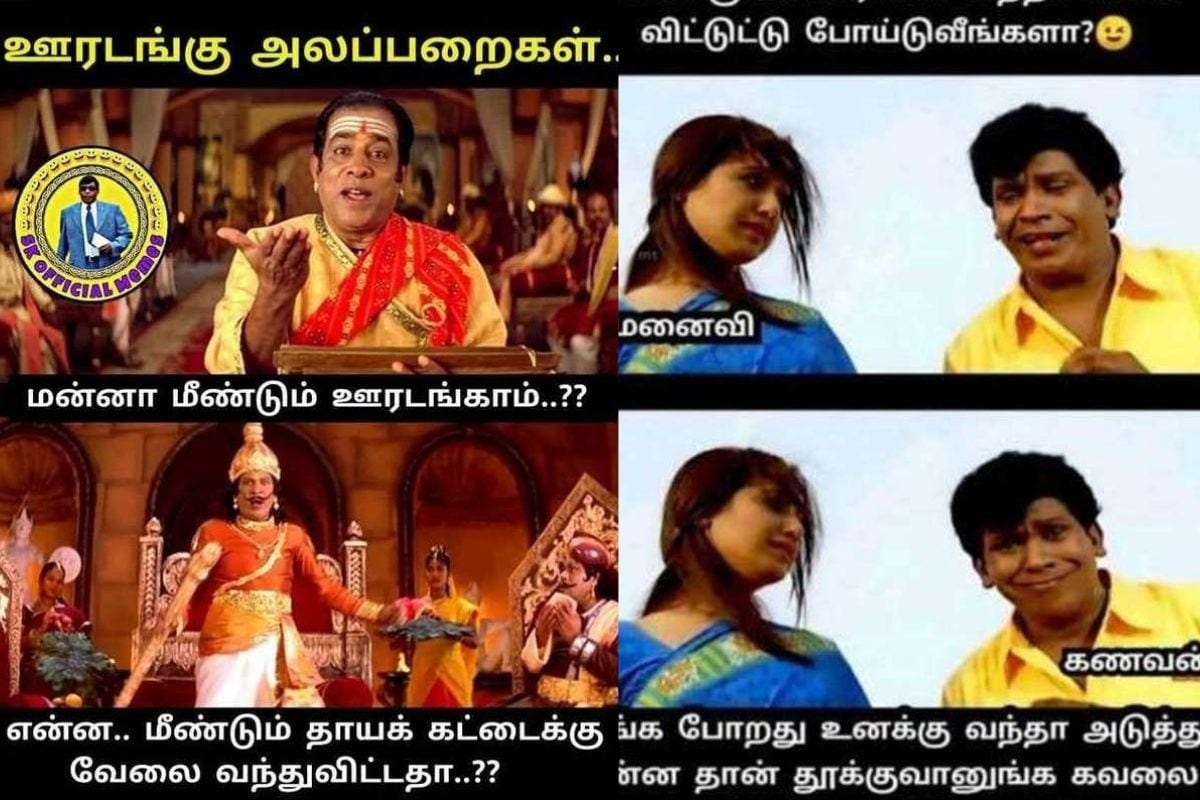 ஊரடங்கு அலப்பறைகள்..
SK OFFICIAL MEMES
மன்னா மீண்டும் ஊரடங்காம்..??
என்ன.. மீண்டும் தாயக் கட்டைக்கு
வேலை வந்துவிட்டதா..??
விட்டுட்டு போய்டுவீங்களா?😉
மனைவி
கணவன்
போறது உனக்கு வந்தா அடுத்து
தான் தூக்குவானுங்க கவலை